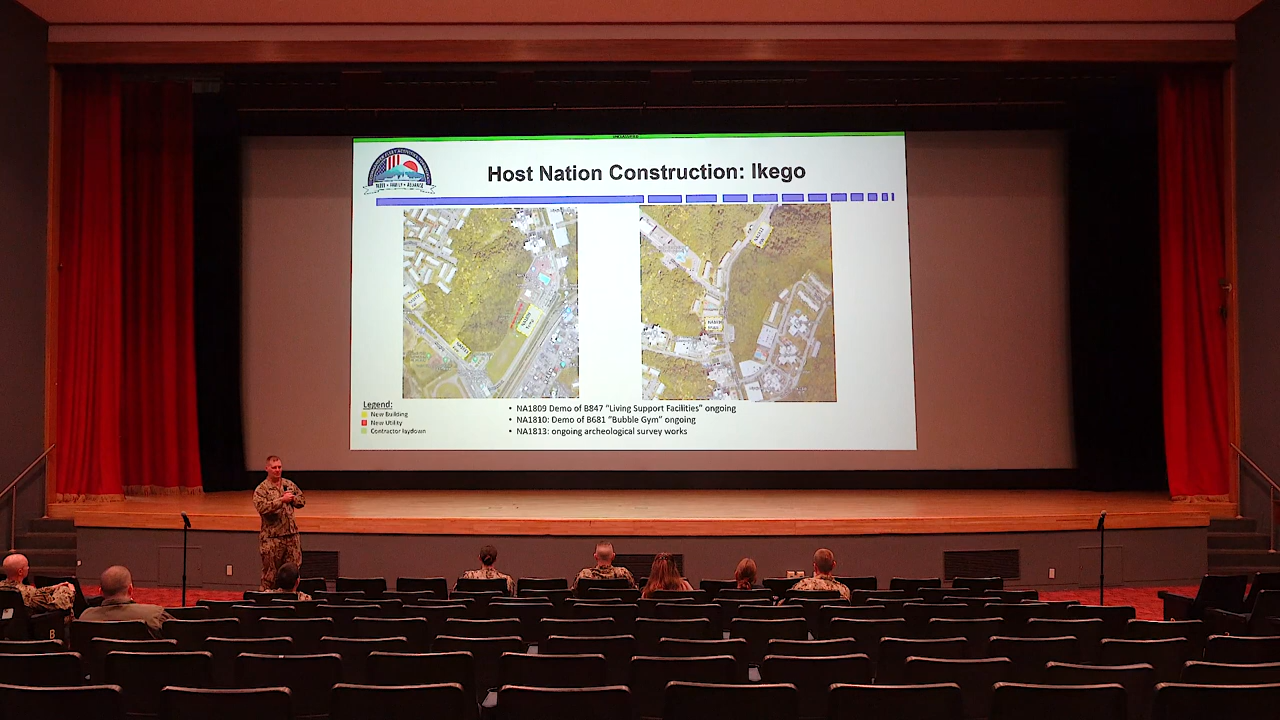 Host Nation Construction: Ikego
Legend:
New Building
New Utility
Contractor laydown
• NA1809 Demo of B847 "Living Support Facilities" ongoing
• NA1810: Demo of B681 "Bubble Gym" ongoing
• NA1813: ongoing archeological survey works
B